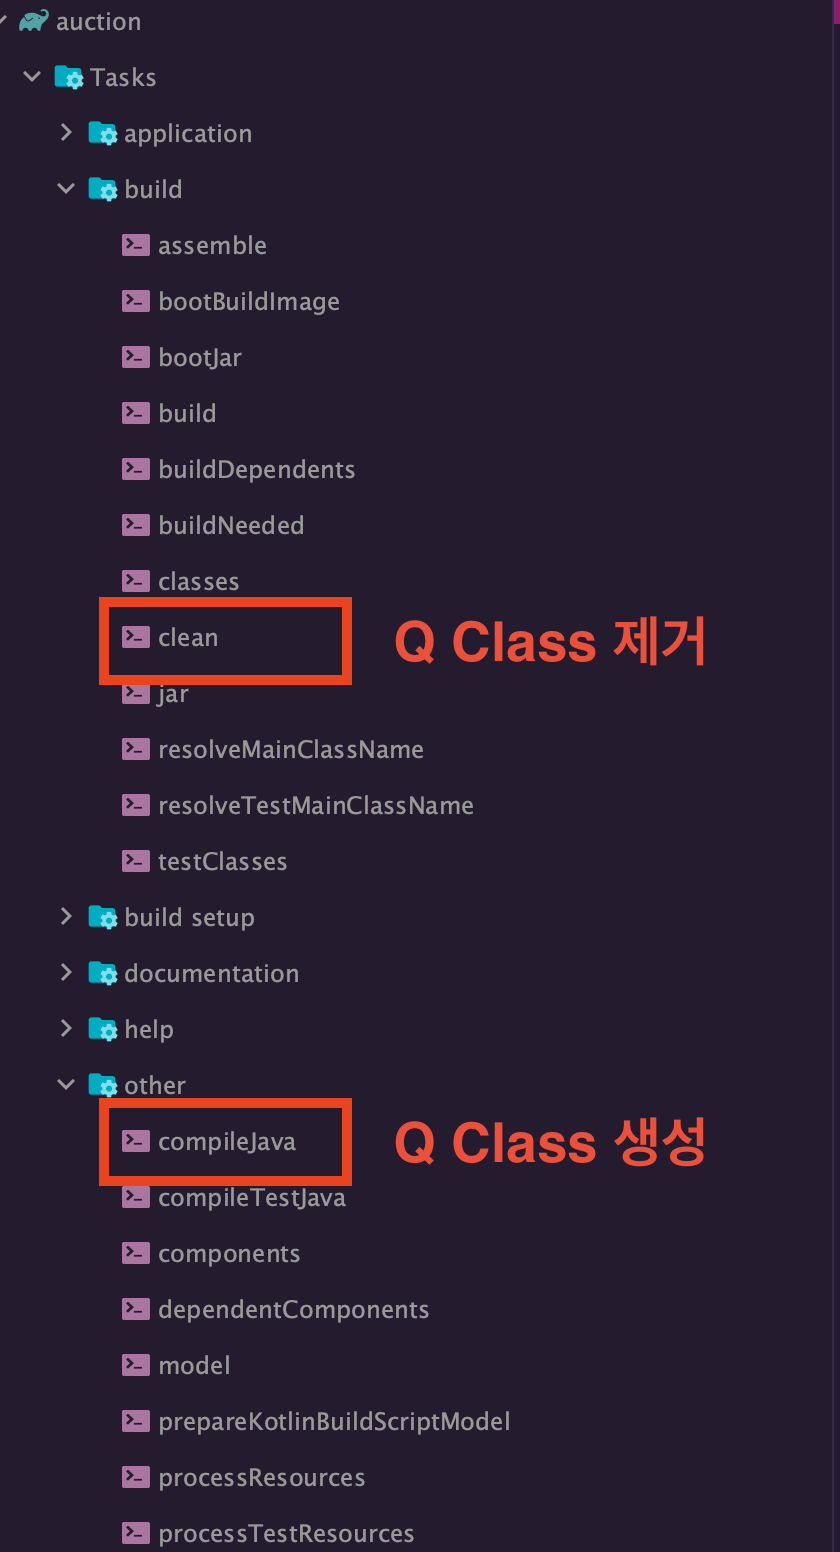 auction
Tasks
application
build
assemble
bootBuildImage
bootJar
build
buildDependents
buildNeeded
classes
clean
Q Class 제거
jar
resolveMainClassName
resolveTestMainClassName
testClasses
build setup
documentation
help
other
compileJava
Q Class 생성
compileTestJava
components
dependentComponents
model
prepareKotlinBuildScriptModel
processResources
processTestResources